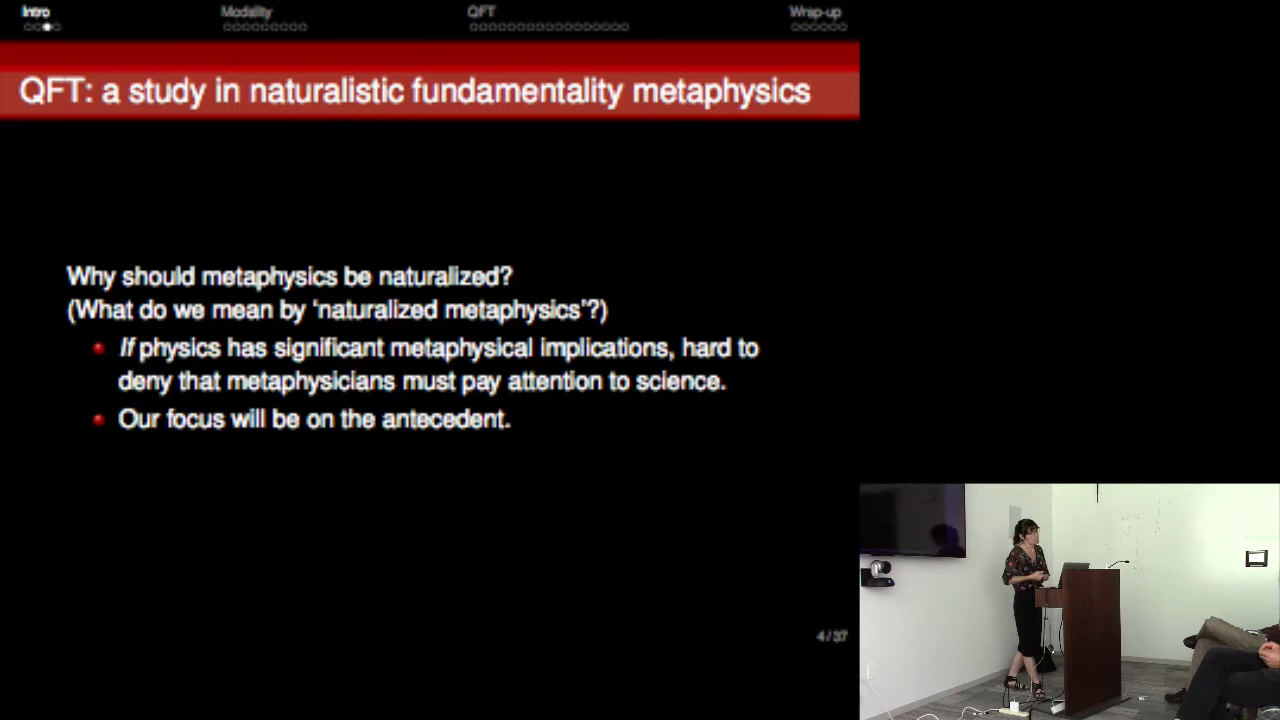 Intro Modality QFT Wrap-up
QFT: a study in naturalistic fundamentality metaphysics
Why should metaphysics be naturalized?
(What do we mean by ‘naturalized metaphysics’?)
If physics has significant metaphysical implications, hard to
deny that metaphysicians must pay attention to science.
Our focus will be on the antecedent.
4 / 37